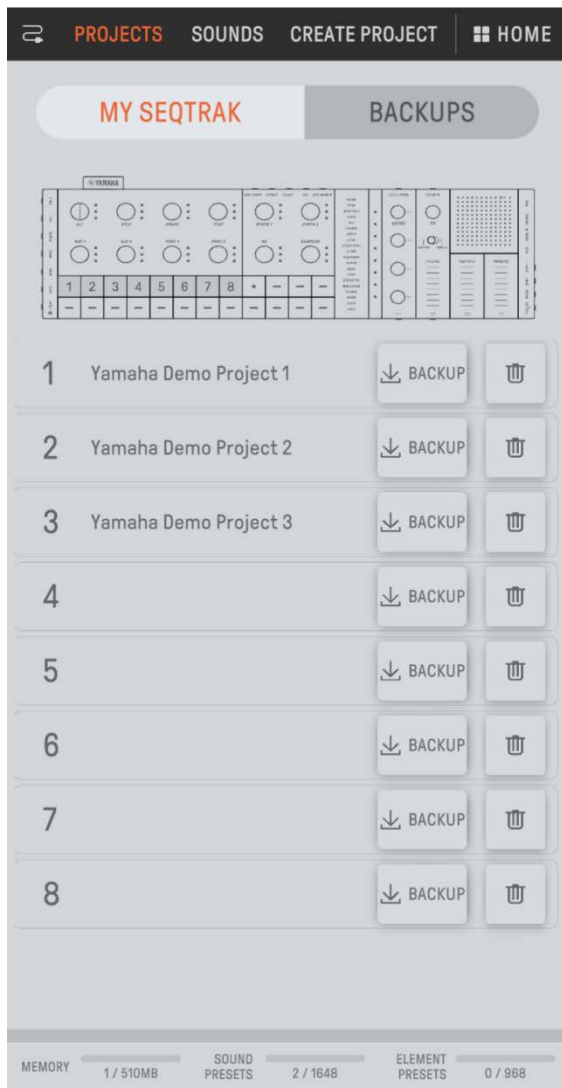 PROJECTS SOUNDS CREATE PROJECT HOME
MY SEQTRAK BACKUPS
YAMAHA
1 2 3 4 5 6 7 8
1 Yamaha Demo Project 1 BACKUP
2 Yamaha Demo Project 2 BACKUP
3 Yamaha Demo Project 3 BACKUP
4 BACKUP
5 BACKUP
6 BACKUP
7 BACKUP
8 BACKUP
MEMORY 1 / 510MB SOUND PRESETS 2 / 1648 ELEMENT PRESETS 0 / 968